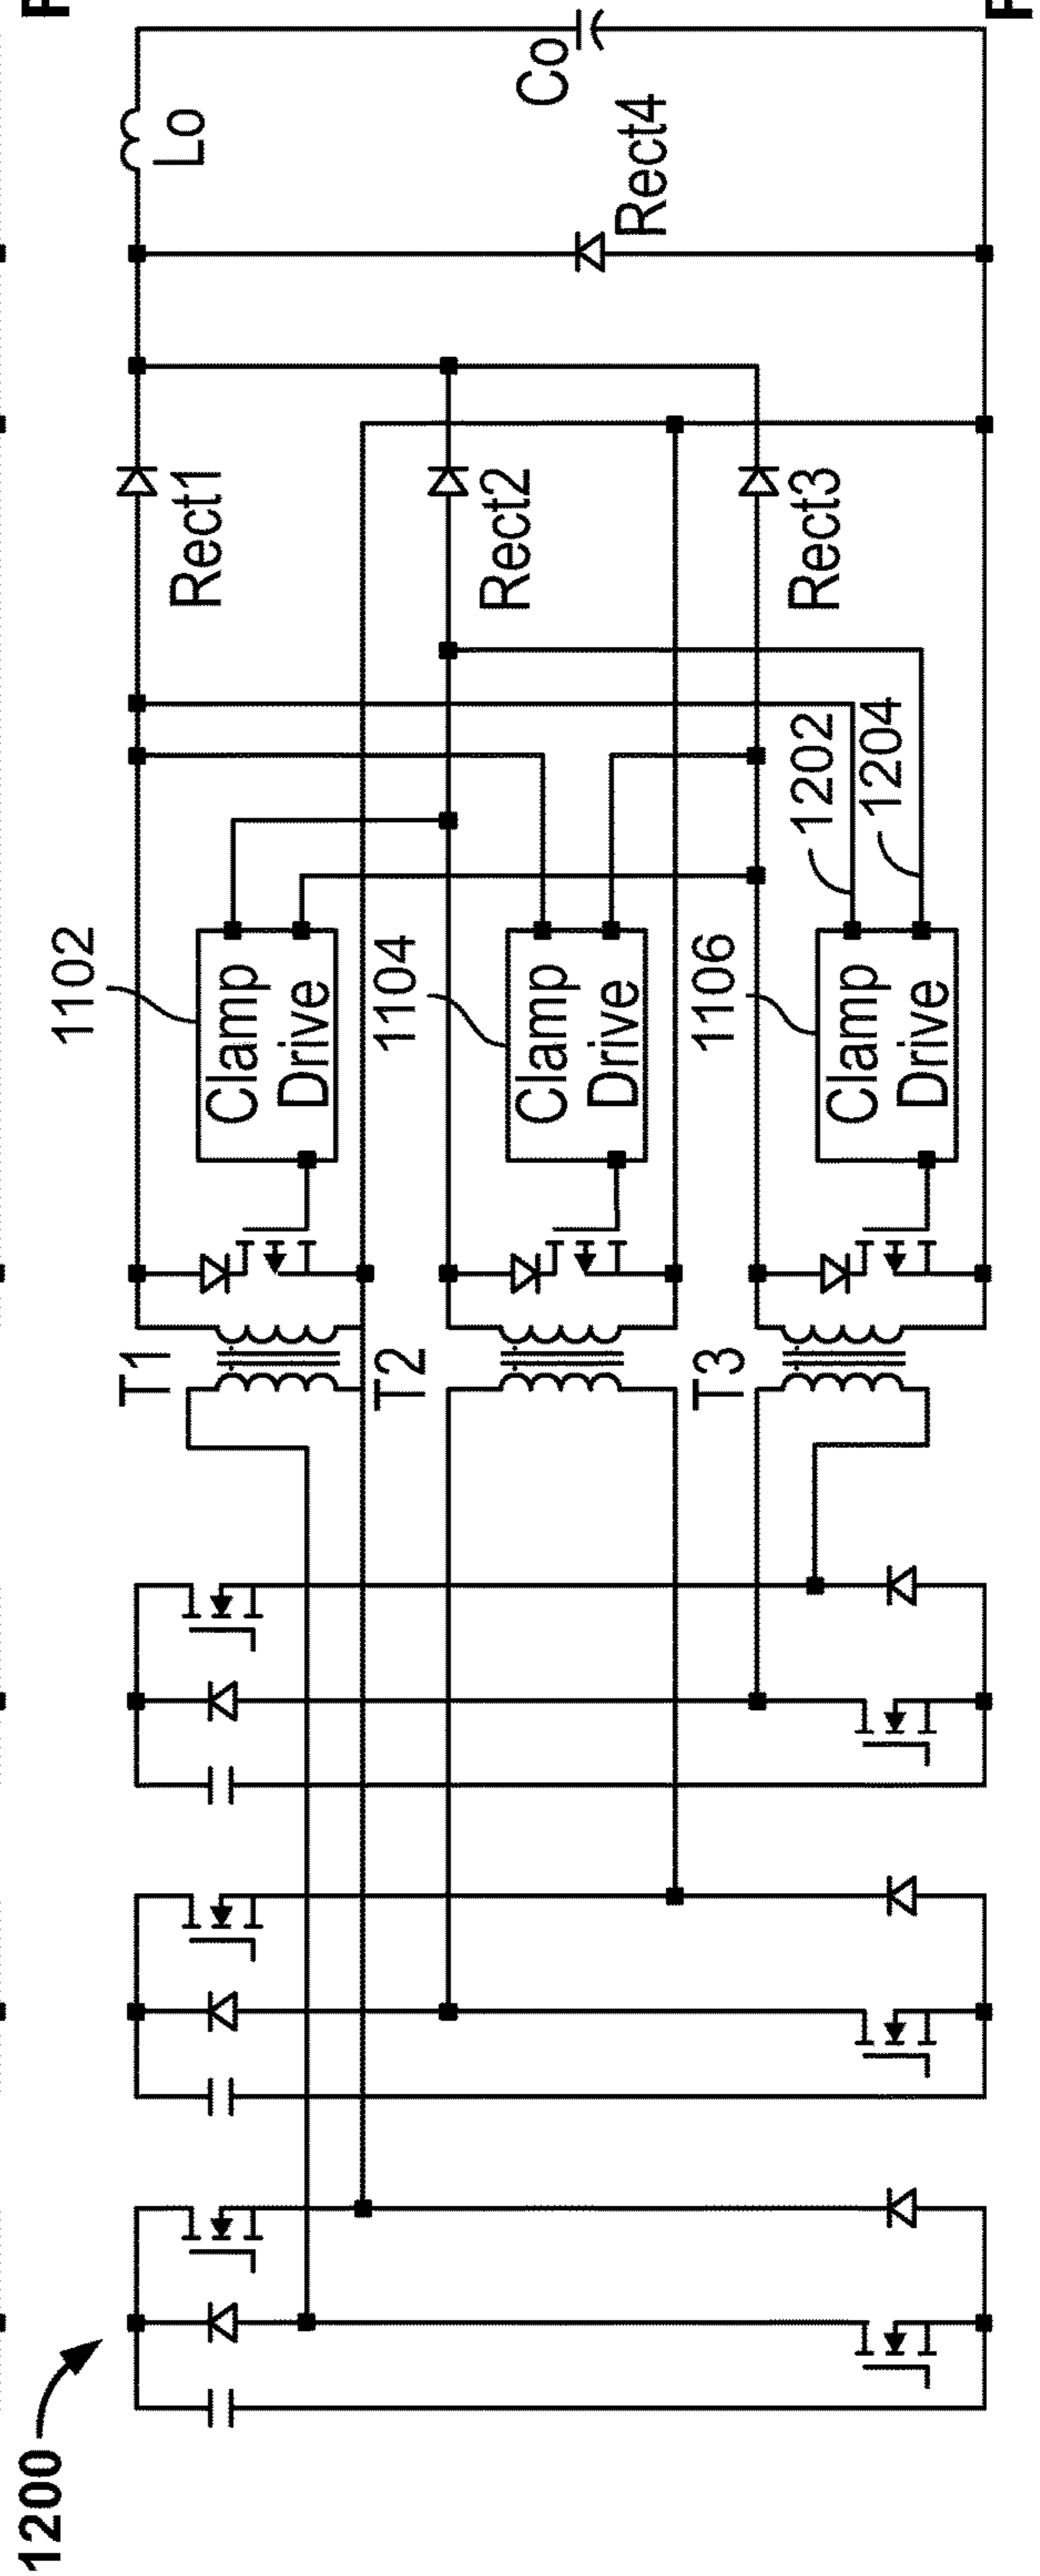 1200
T1
1102
Clamp
Drive
Rect1
Lo
T2
1104
Clamp
Drive
Rect2
Co
Rect4
T3
1106
Clamp
Drive
1202
1204
Rect3